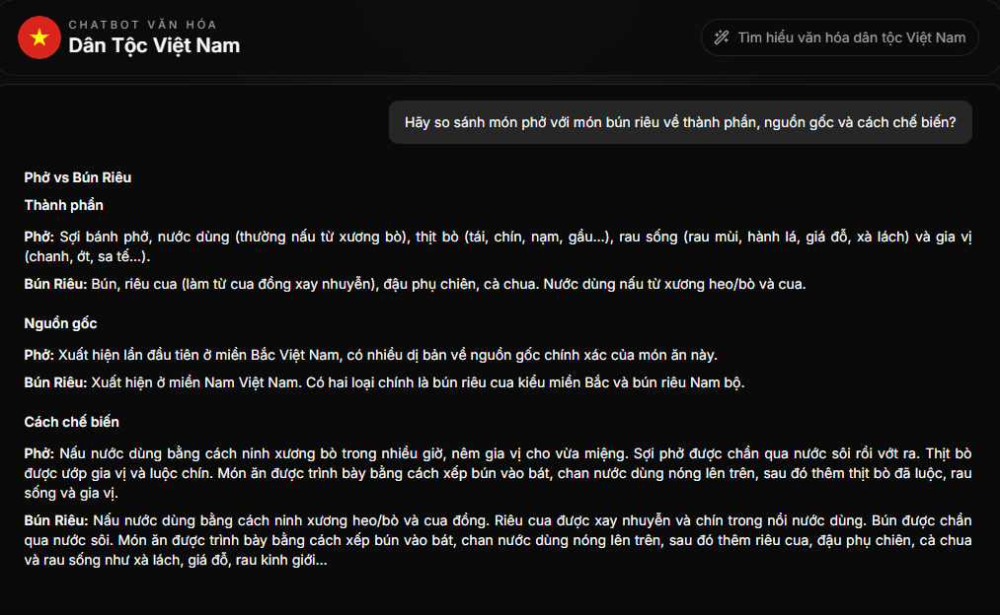 CHATBOT VĂN HÓA
Dân Tộc Việt Nam
Tìm hiểu văn hóa dân tộc Việt Nam
Hãy so sánh món phở với món bún riêu về thành phần, nguồn gốc và cách chế biến?
Phở vs Bún Riêu
Thành phần
Phở: Sợi bánh phở, nước dùng (thường nấu từ xương bò), thịt bò (tái, chín, nạm, gầu...), rau sống (rau mùi, hành lá, giá đỗ, xà lách) và gia vị
(chanh, ớt, sa tế...).
Bún Riêu: Bún, riêu cua (làm từ cua đồng xay nhuyễn), đậu phụ chiên, cà chua. Nước dùng nấu từ xương heo/bò và cua.
Nguồn gốc
Phở: Xuất hiện lần đầu tiên ở miền Bắc Việt Nam, có nhiều dị bản về nguồn gốc chính xác của món ăn này.
Bún Riêu: Xuất hiện ở miền Nam Việt Nam. Có hai loại chính là bún riêu cua kiểu miền Bắc và bún riêu Nam bộ.
Cách chế biến
Phở: Nấu nước dùng bằng cách ninh xương bò trong nhiều giờ, nêm gia vị cho vừa miệng. Sợi phở được chần qua nước sôi rồi vớt ra. Thịt bò
được ướp gia vị và luộc chín. Món ăn được trình bày bằng cách xếp bún vào bát, chan nước dùng nóng lên trên, sau đó thêm thịt bò đã luộc, rau
sống và gia vị.
Bún Riêu: Nấu nước dùng bằng cách ninh xương heo/bò và cua đồng. Riêu cua được xay nhuyễn và chín trong nồi nước dùng. Bún được chần
qua nước sôi. Món ăn được trình bày bằng cách xếp bún vào bát, chan nước dùng nóng lên trên, sau đó thêm riêu cua, đậu phụ chiên, cà chua
và rau sống như xà lách, giá đỗ, rau kinh giới...